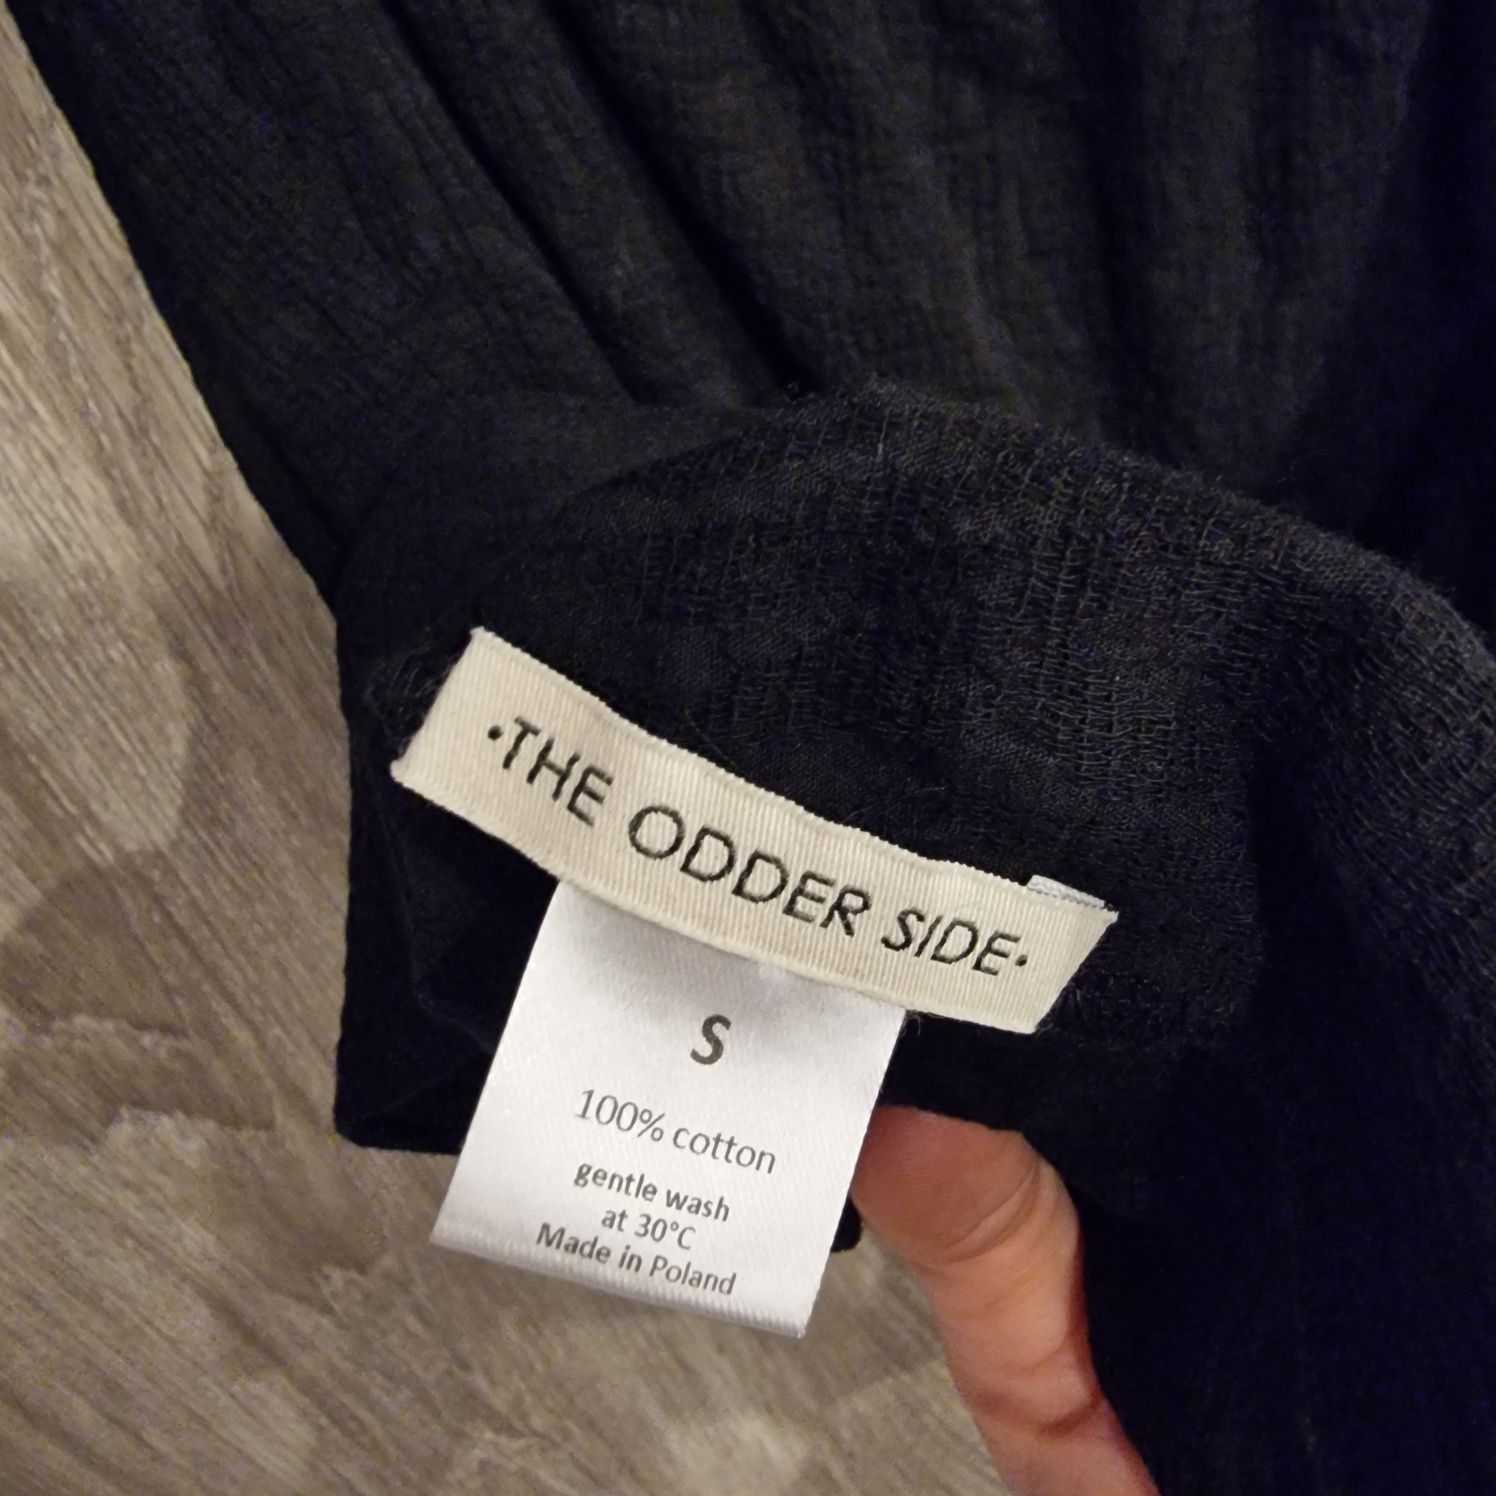 ·THE ODDER SIDE·
S
100% cotton
gentle wash
at 30°C
Made in Poland